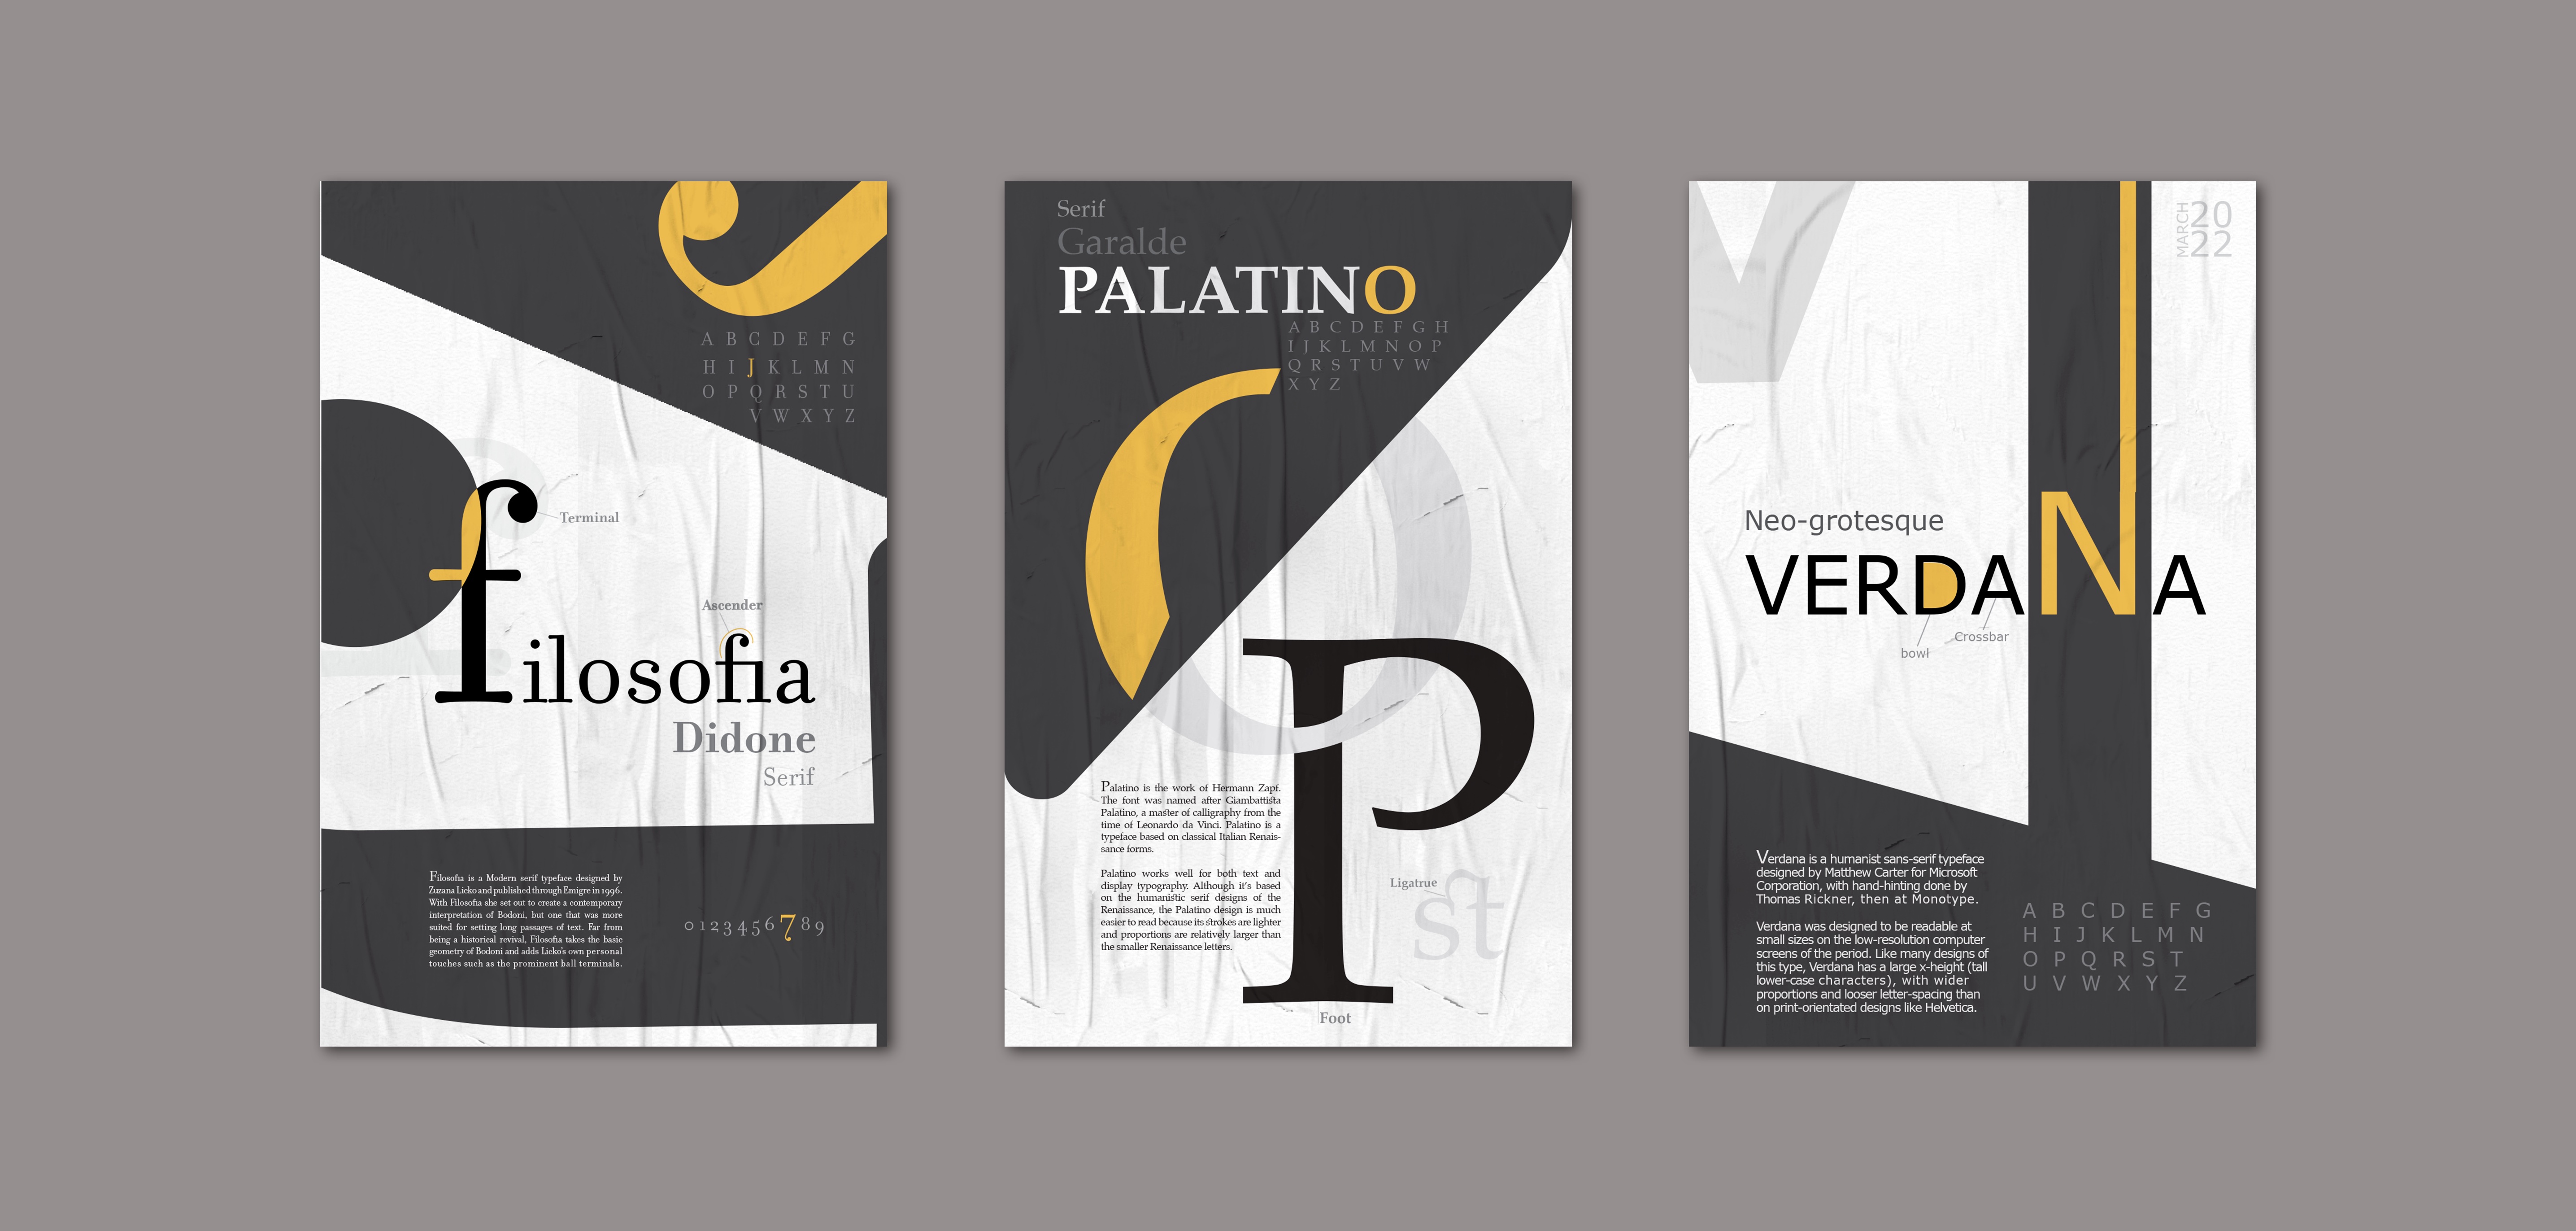 A B C D E F G
H I J K L M N
O P Q R S T U
V W X Y Z
Terminal
Ascender
filosofia
Didone
Serif
Filosofia is a Modern serif typeface designed by
Zuzana Licko and published through Emigre in 1996.
With Filosofia she set out to create a contemporary
interpretation of Bodoni, but one that was more
suited for setting long passages of text. Far from
being a historical revival, Filosofia takes the basic
geometry of Bodoni and adds Licko's own personal
touches such as the prominent ball terminals.
0 1 2 3 4 5 6 7 8 9
Serif
Garalde
PALATINO
A B C D E F G H
I J K L M N O P
Q R S T U V W
X Y Z
P
Palatino is the work of Hermann Zapf.
The font was named after Giambattista
Palatino, a master of calligraphy from the
time of Leonardo da Vinci. Palatino is a
typeface based on classical Italian Renais-
sance forms.
Palatino works well for both text and
display typography. Although it's based
on the humanistic serif designs of the
Renaissance, the Palatino design is much
easier to read because its strokes are lighter
and proportions are relatively larger than
the smaller Renaissance letters.
Ligatrue
st
Foot
V
MARCH
20
22
Neo-grotesque
VERDANA
Crossbar
bowl
Verdana is a humanist sans-serif typeface
designed by Matthew Carter for Microsoft
Corporation, with hand-hinting done by
Thomas Rickner, then at Monotype.
Verdana was designed to be readable at
small sizes on the low-resolution computer
screens of the period. Like many designs of
this type, Verdana has a large x-height (tall
lower-case characters), with wider
proportions and looser letter-spacing than
on print-orientated designs like Helvetica.
A B C D E F G
H I J K L M N
O P Q R S T
U V W X Y Z